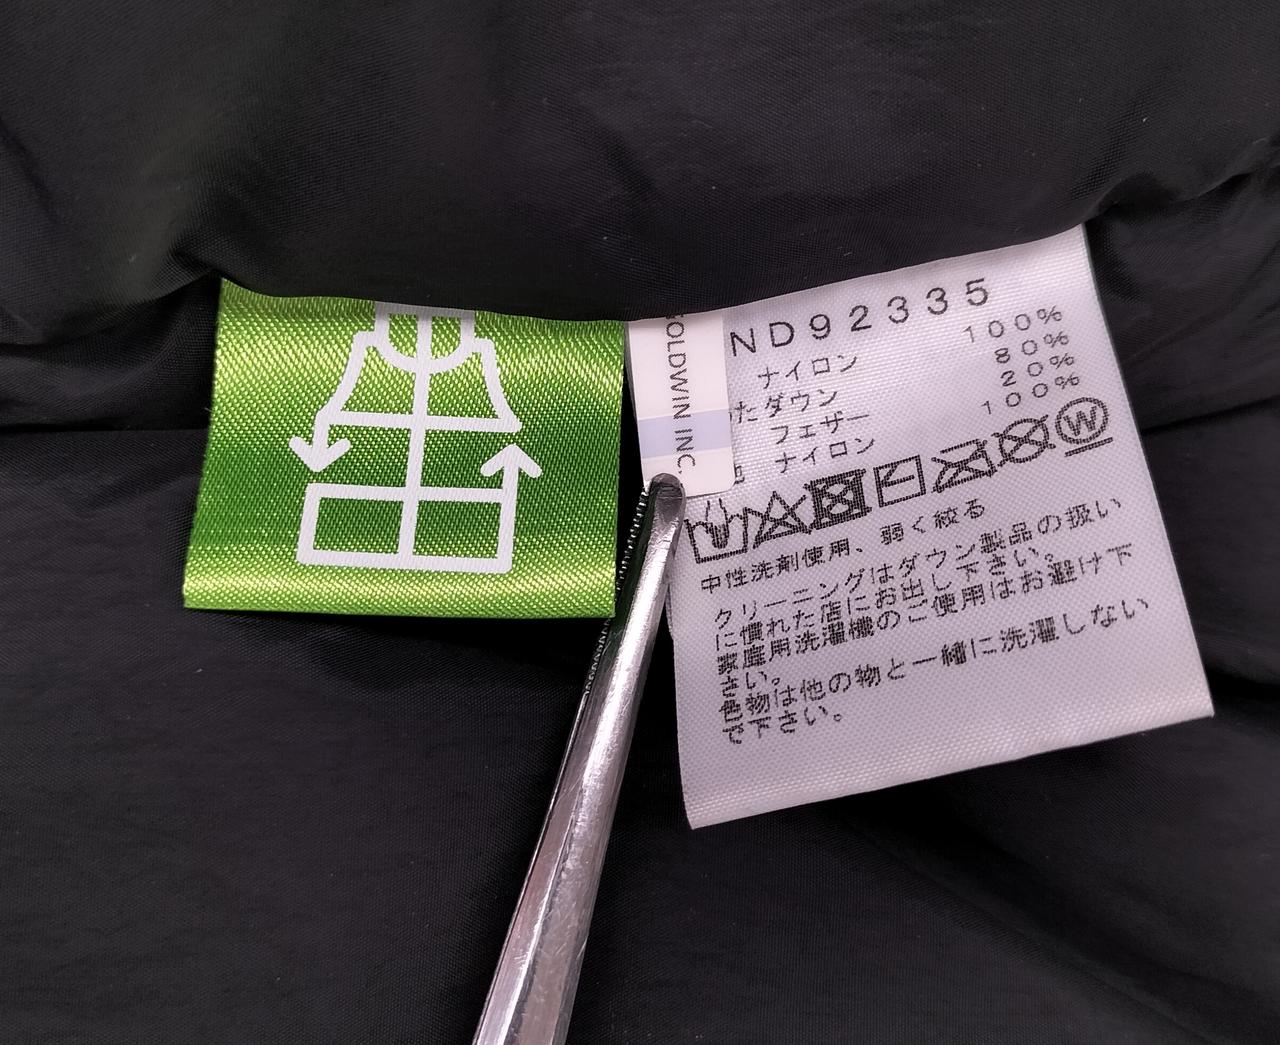 GOLDWIN INC.
ND92335
ナイロン 100%
たダウン 80%
フェザー 20%
ナイロン 100%
W
中性洗剤使用、弱く絞る
クリーニングはダウン製品の扱い
に慣れた店にお出し下さい。
家庭用洗濯機のご使用はお避け下
さい。
色物は他の物と一緒に洗濯しない
で下さい。